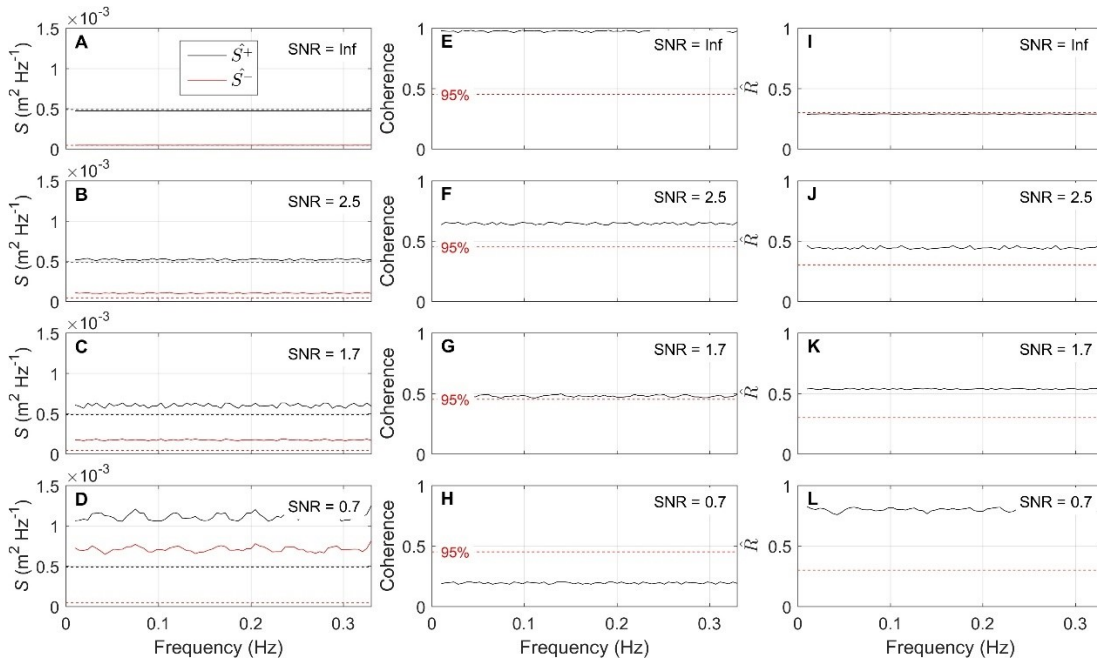 ×10⁻³
1.5
1
0.5
0
S (m² Hz⁻¹)
A
Ŝ+
Ŝ−
SNR = Inf
1
0.5
0
Coherence
E
SNR = Inf
95%
1
0.5
0
R̂
I
SNR = Inf
×10⁻³
1.5
1
0.5
0
S (m² Hz⁻¹)
B
SNR = 2.5
1
0.5
0
Coherence
F
SNR = 2.5
95%
1
0.5
0
R̂
J
SNR = 2.5
×10⁻³
1.5
1
0.5
0
S (m² Hz⁻¹)
C
SNR = 1.7
1
0.5
0
Coherence
G
SNR = 1.7
95%
1
0.5
0
R̂
K
SNR = 1.7
×10⁻³
1.5
1
0.5
0
S (m² Hz⁻¹)
D
SNR = 0.7
1
0.5
0
Coherence
H
SNR = 0.7
95%
1
0.5
0
R̂
L
SNR = 0.7
0 0.1 0.2 0.3
Frequency (Hz)
0 0.1 0.2 0.3
Frequency (Hz)
0 0.1 0.2 0.3
Frequency (Hz)